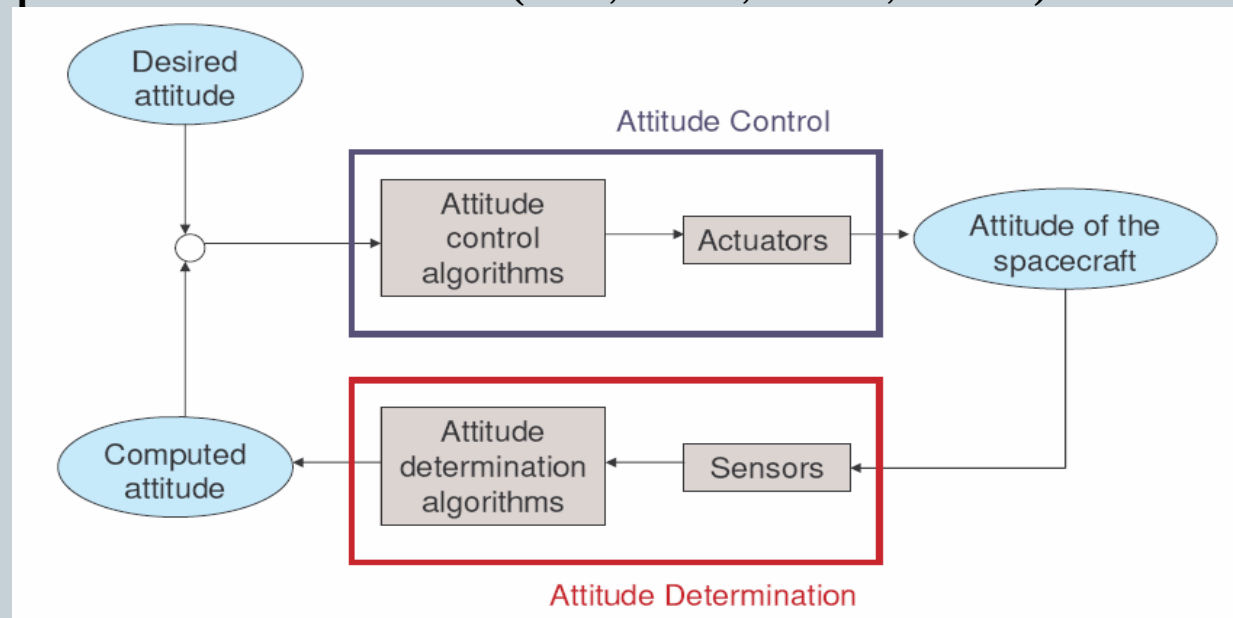 Desired
attitude
Attitude Control
Attitude
control
algorithms
Actuators
Attitude of the
spacecraft
Computed
attitude
Attitude
determination
algorithms
Sensors
Attitude Determination